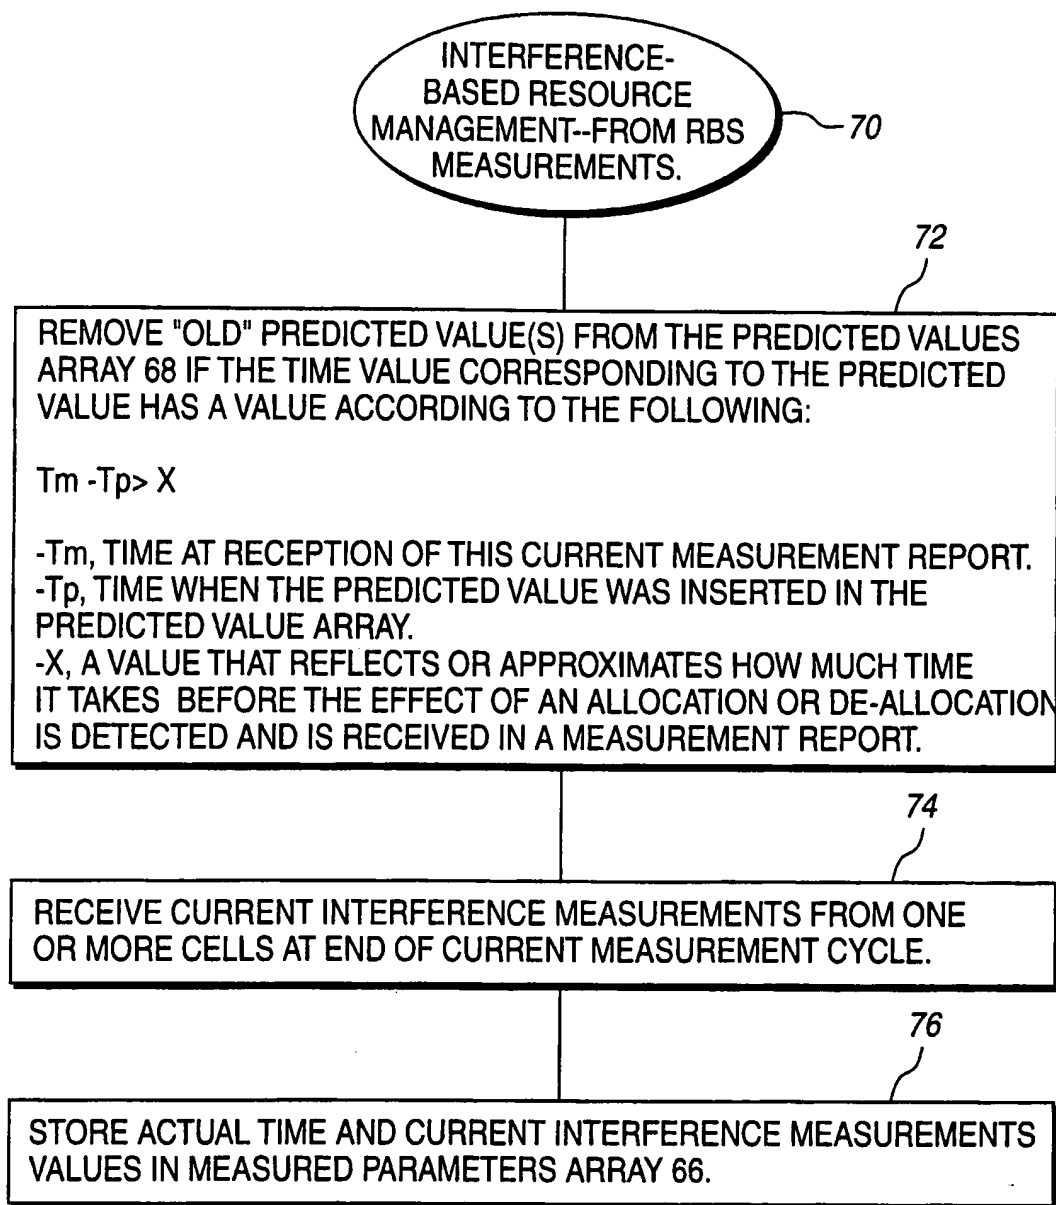 INTERFERENCE-
BASED RESOURCE
MANAGEMENT--FROM RBS
MEASUREMENTS.
70
72
REMOVE "OLD" PREDICTED VALUE(S) FROM THE PREDICTED VALUES
ARRAY 68 IF THE TIME VALUE CORRESPONDING TO THE PREDICTED
VALUE HAS A VALUE ACCORDING TO THE FOLLOWING:
Tm -Tp> X
-Tm, TIME AT RECEPTION OF THIS CURRENT MEASUREMENT REPORT.
-Tp, TIME WHEN THE PREDICTED VALUE WAS INSERTED IN THE
PREDICTED VALUE ARRAY.
-X, A VALUE THAT REFLECTS OR APPROXIMATES HOW MUCH TIME
IT TAKES BEFORE THE EFFECT OF AN ALLOCATION OR DE-ALLOCATION
IS DETECTED AND IS RECEIVED IN A MEASUREMENT REPORT.
74
RECEIVE CURRENT INTERFERENCE MEASUREMENTS FROM ONE
OR MORE CELLS AT END OF CURRENT MEASUREMENT CYCLE.
76
STORE ACTUAL TIME AND CURRENT INTERFERENCE MEASUREMENTS
VALUES IN MEASURED PARAMETERS ARRAY 66.